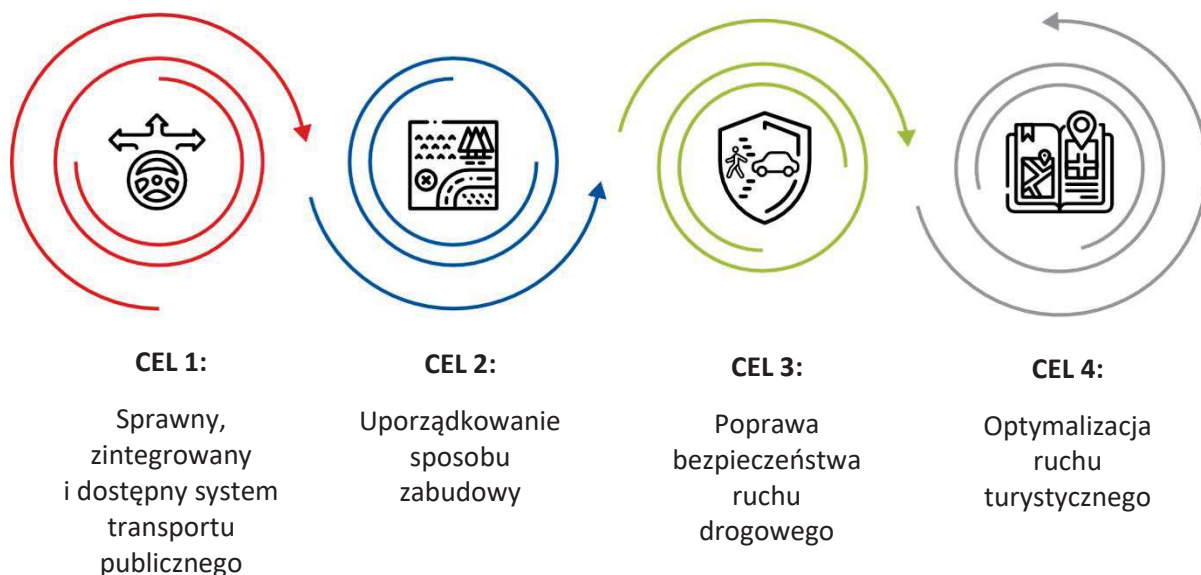 CEL 1:
Sprawny,
zintegrowany
i dostępny system
transportu
publicznego
CEL 2:
Uporządkowanie
sposobu
zabudowy
CEL 3:
Poprawa
bezpieczeństwa
ruchu
drogowego
CEL 4:
Optymalizacja
ruchu
turystycznego